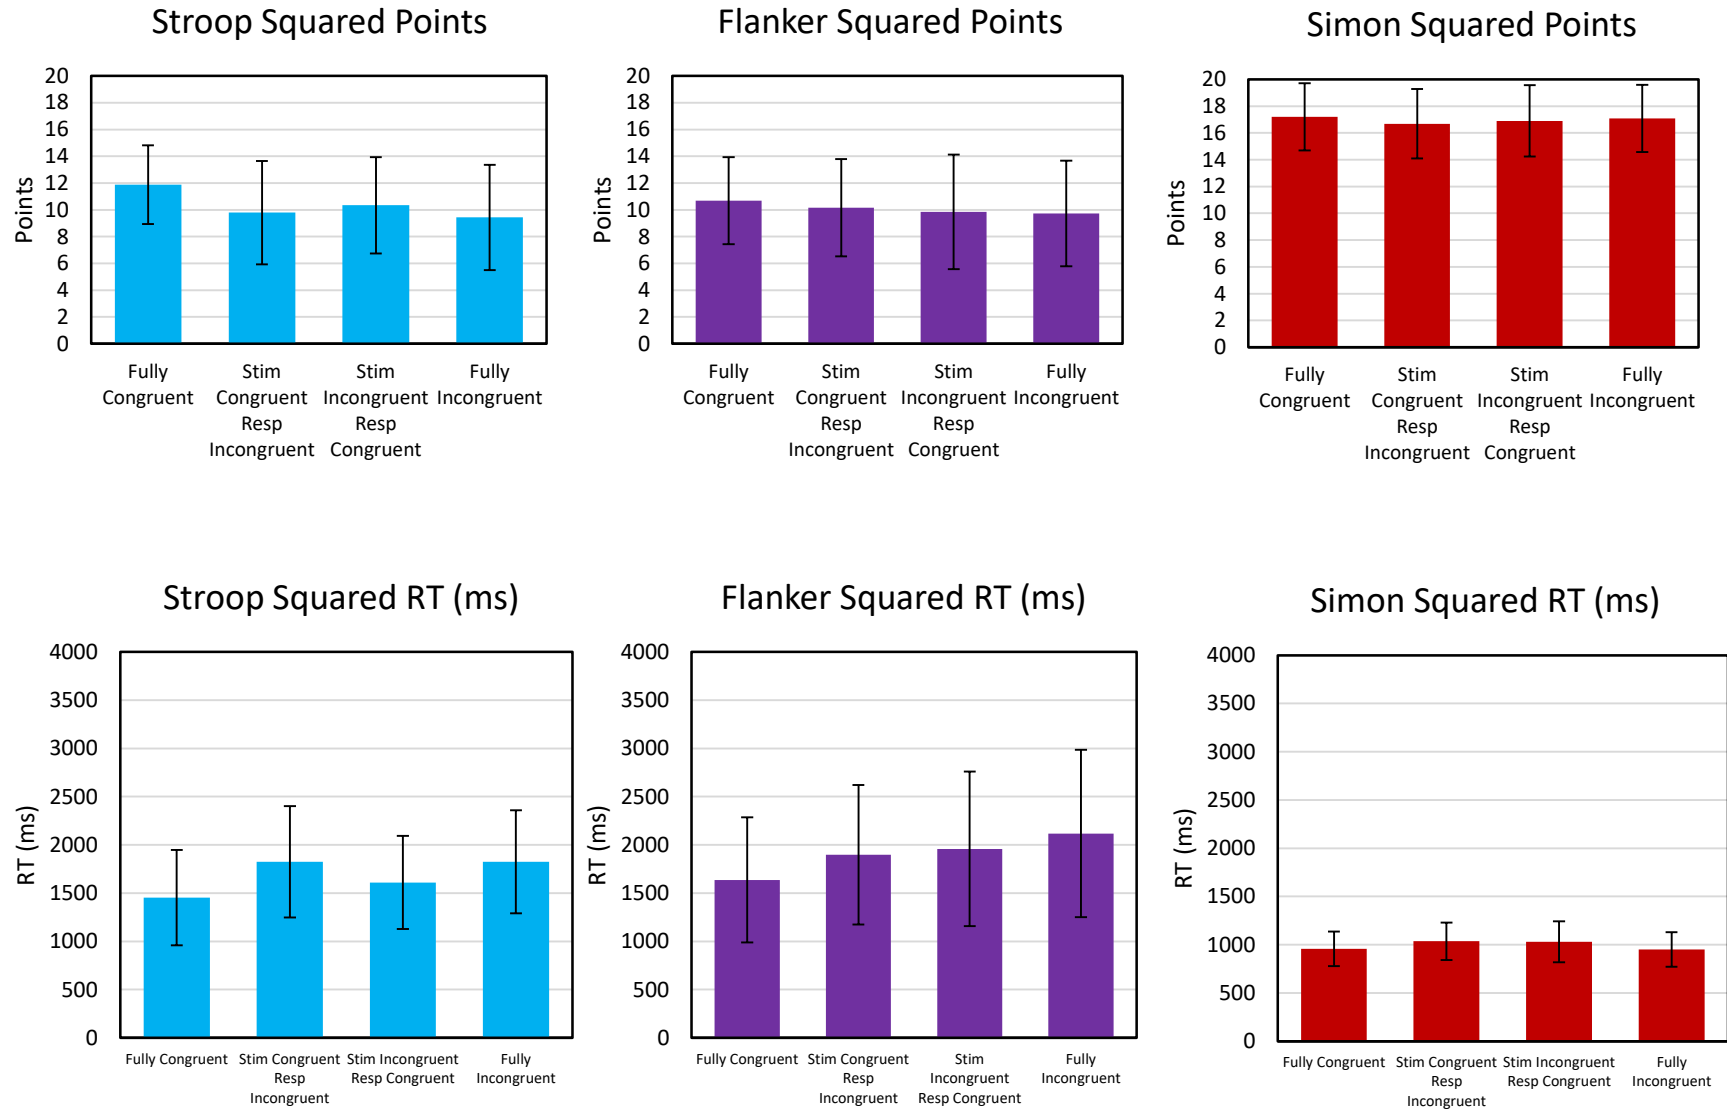 Stroop Squared Points
Points
20
18
16
14
12
10
8
6
4
2
0
Fully
Congruent
Stim
Congruent
Resp
Incongruent
Stim
Incongruent
Resp
Congruent
Fully
Incongruent
Flanker Squared Points
Points
20
18
16
14
12
10
8
6
4
2
0
Fully
Congruent
Stim
Congruent
Resp
Incongruent
Stim
Incongruent
Resp
Congruent
Fully
Incongruent
Simon Squared Points
Points
20
18
16
14
12
10
8
6
4
2
0
Fully
Congruent
Stim
Congruent
Resp
Incongruent
Stim
Incongruent
Resp
Congruent
Fully
Incongruent
Stroop Squared RT (ms)
RT (ms)
4000
3500
3000
2500
2000
1500
1000
500
0
Fully Congruent
Stim Congruent
Resp
Incongruent
Stim Incongruent
Resp Congruent
Fully
Incongruent
Flanker Squared RT (ms)
RT (ms)
4000
3500
3000
2500
2000
1500
1000
500
0
Fully Congruent
Stim Congruent
Resp
Incongruent
Stim
Incongruent
Resp Congruent
Fully
Incongruent
Simon Squared RT (ms)
RT (ms)
4000
3500
3000
2500
2000
1500
1000
500
0
Fully Congruent
Stim Congruent
Resp
Incongruent
Stim Incongruent
Resp Congruent
Fully
Incongruent